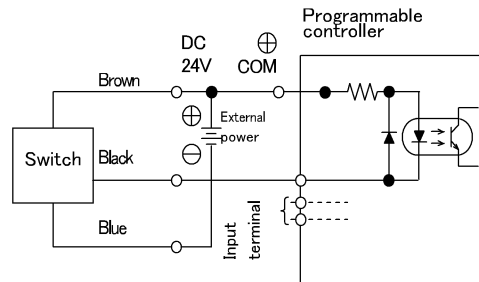 Programmable
controller
DC
24V
⊕
COM
Brown
⊕
External
power
⊖
Switch
Black
Blue
Input
terminal